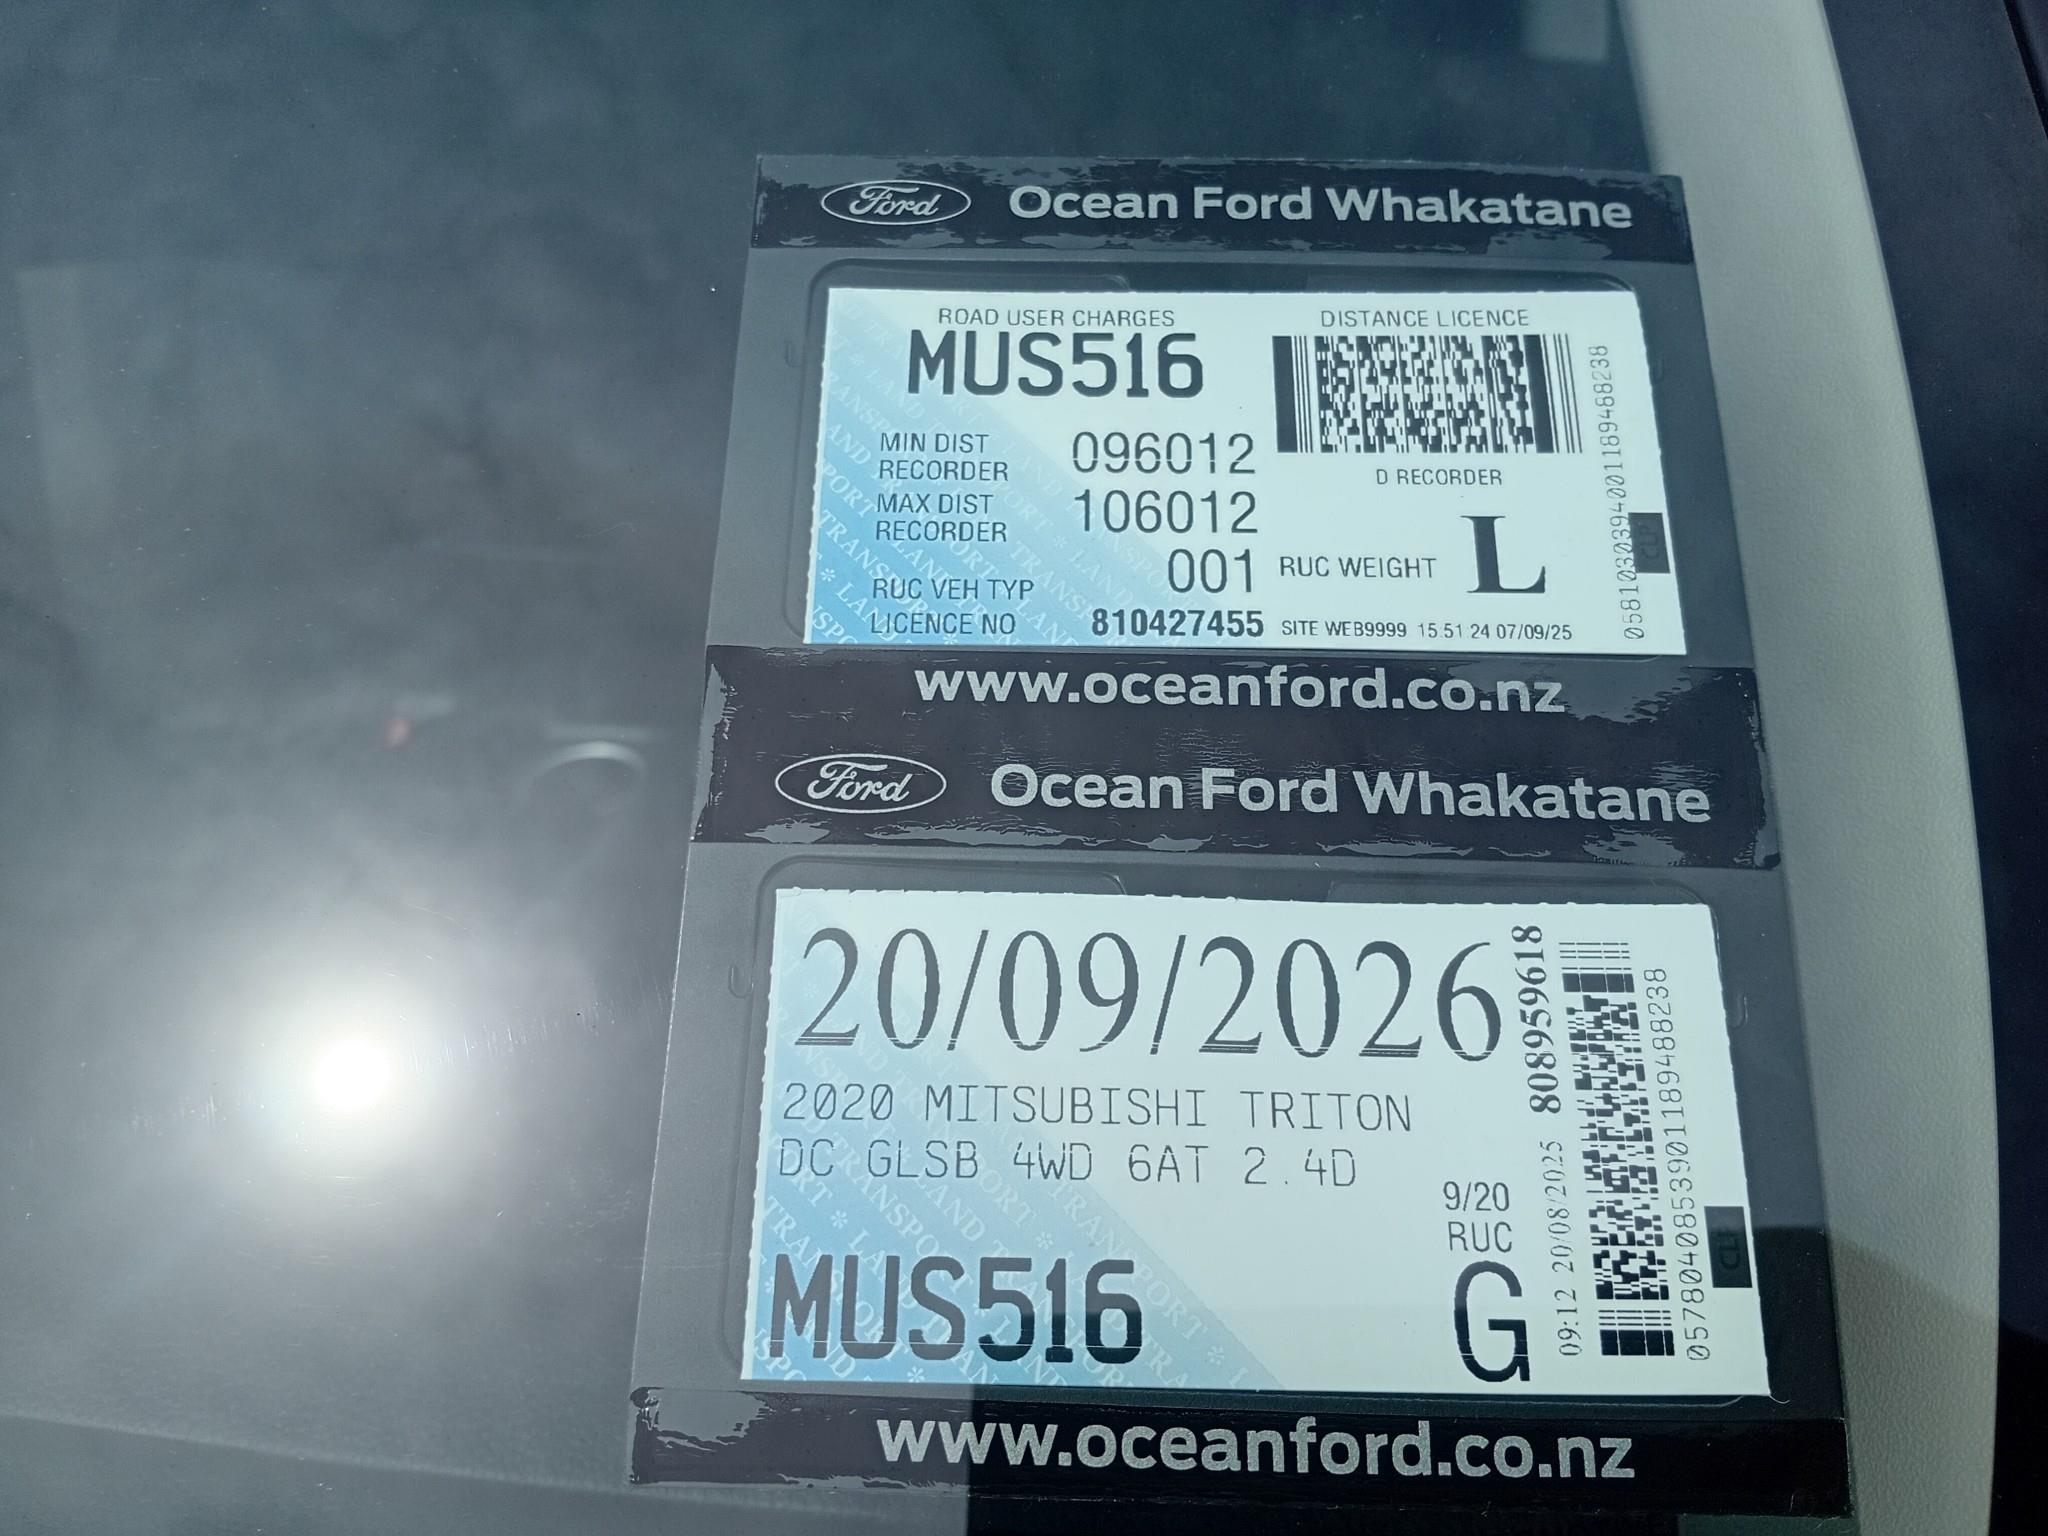 Ford Ocean Ford Whakatane
ROAD USER CHARGES
MUS516
DISTANCE LICENCE
MIN DIST RECORDER 096012
MAX DIST RECORDER 106012
RUC VEH TYP 001
LICENCE NO 810427455
D RECORDER
RUC WEIGHT L
SITE WEB9999 15:51:24 07/09/25
CLP
www.oceanford.co.nz
Ford Ocean Ford Whakatane
20/09/2026
2020 MITSUBISHI TRITON
DC GLSB 4WD 6AT 2.4D
9/20
RUC
G
MUS516
09:12 20/08/2025 808959618
0578040853901189488238
www.oceanford.co.nz